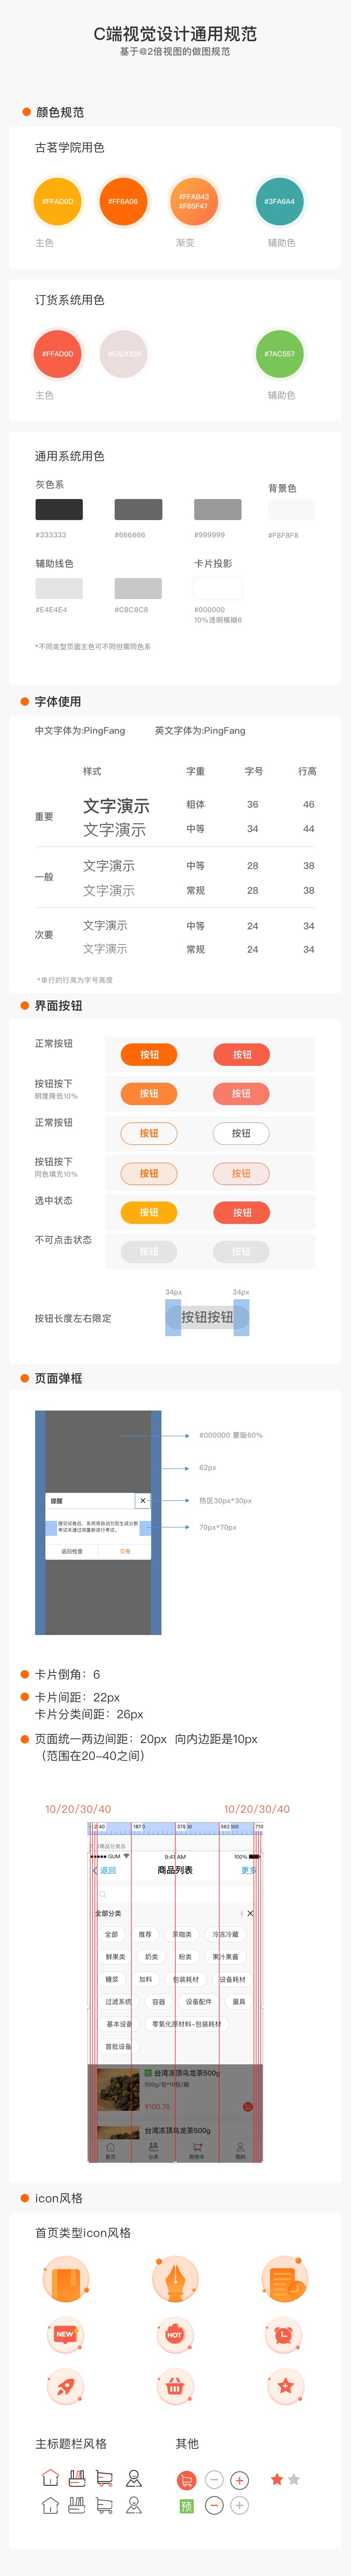 C端视觉设计通用规范
基于@2倍视图的做图规范
颜色规范
古茗学院用色
#FFAD0D
#FF6A06
#FFAB43
#FB5F47
#3FA6A4
主色
渐变
辅助色
订货系统用色
#FFAD0D
#EADDDB
#7AC557
主色
辅助色
通用系统用色
灰色系
背景色
#333333
#666666
#999999
#F8F8F8
辅助线色
卡片投影
#E4E4E4
#C8C8C8
#000000
10%透明模糊6
*不同类型页面主色可不同但需同色系
字体使用
中文字体为:PingFang
英文字体为:PingFang
样式 字重 字号 行高
重要
文字演示 粗体 36 46
文字演示 中等 34 44
一般
文字演示 中等 28 38
文字演示 常规 28 38
次要
文字演示 中等 24 34
文字演示 常规 24 34
*单行的行高为字号高度
界面按钮
正常按钮
按钮 按钮
按钮按下
明度降低10%
按钮 按钮
正常按钮
按钮 按钮
按钮按下
同色填充10%
按钮 按钮
选中状态
按钮 按钮
不可点击状态
按钮 按钮
34px 34px
按钮长度左右限定
按钮按钮
页面弹框
#000000 蒙版60%
62px
提醒
热区30px*30px
提交试卷后，系统将自动为您生成分数
考试未通过将重新进行考试。
70px*70px
返回检查 交卷
卡片倒角：6
卡片间距：22px
卡片分类间距：26px
页面统一两边间距：20px 向内边距是10px
（范围在20-40之间）
10/20/30/40 10/20/30/40
GUM 9:41 AM 100%
返回 商品列表 更多
全部分类
全部 推荐 茶咖类 冷冻冷藏
鲜果类 奶类 粉类 果汁果酱
糖浆 加料 包装耗材 设备耗材
过滤系统 容器 设备配件 量具
基本设备 零氧化原材料-包装耗材
首批设备
台湾冻顶乌龙茶500g
500g/包*10包/箱
¥100.76
台湾冻顶乌龙茶500g
首页 分类 购物车 我的
icon风格
首页类型icon风格
NEW
HOT
主标题栏风格
其他
预